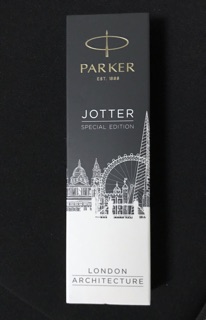 PARKER
EST. 1888
JOTTER
SPECIAL EDITION
LONDON
ARCHITECTURE